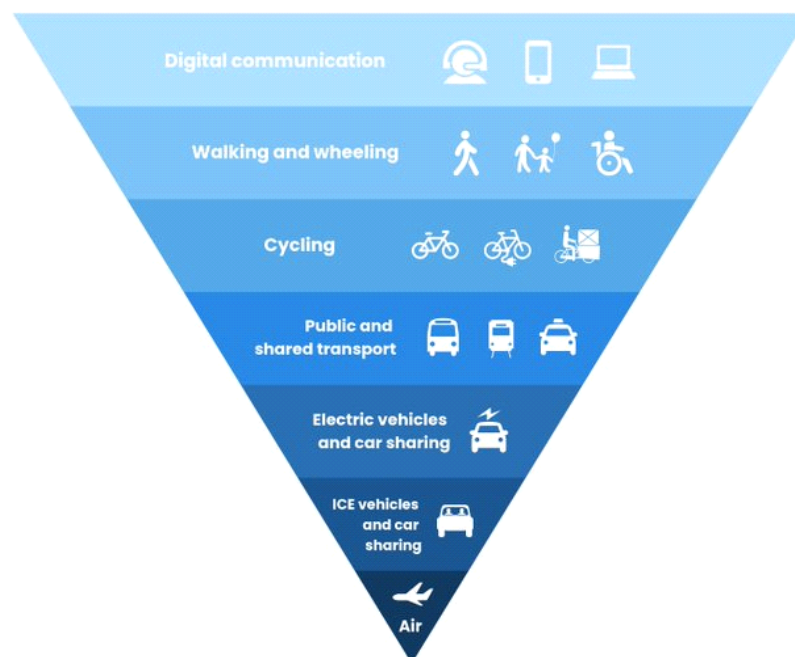 Digital communication
Walking and wheeling
Cycling
Public and
shared transport
Electric vehicles
and car sharing
ICE vehicles
and car
sharing
Air